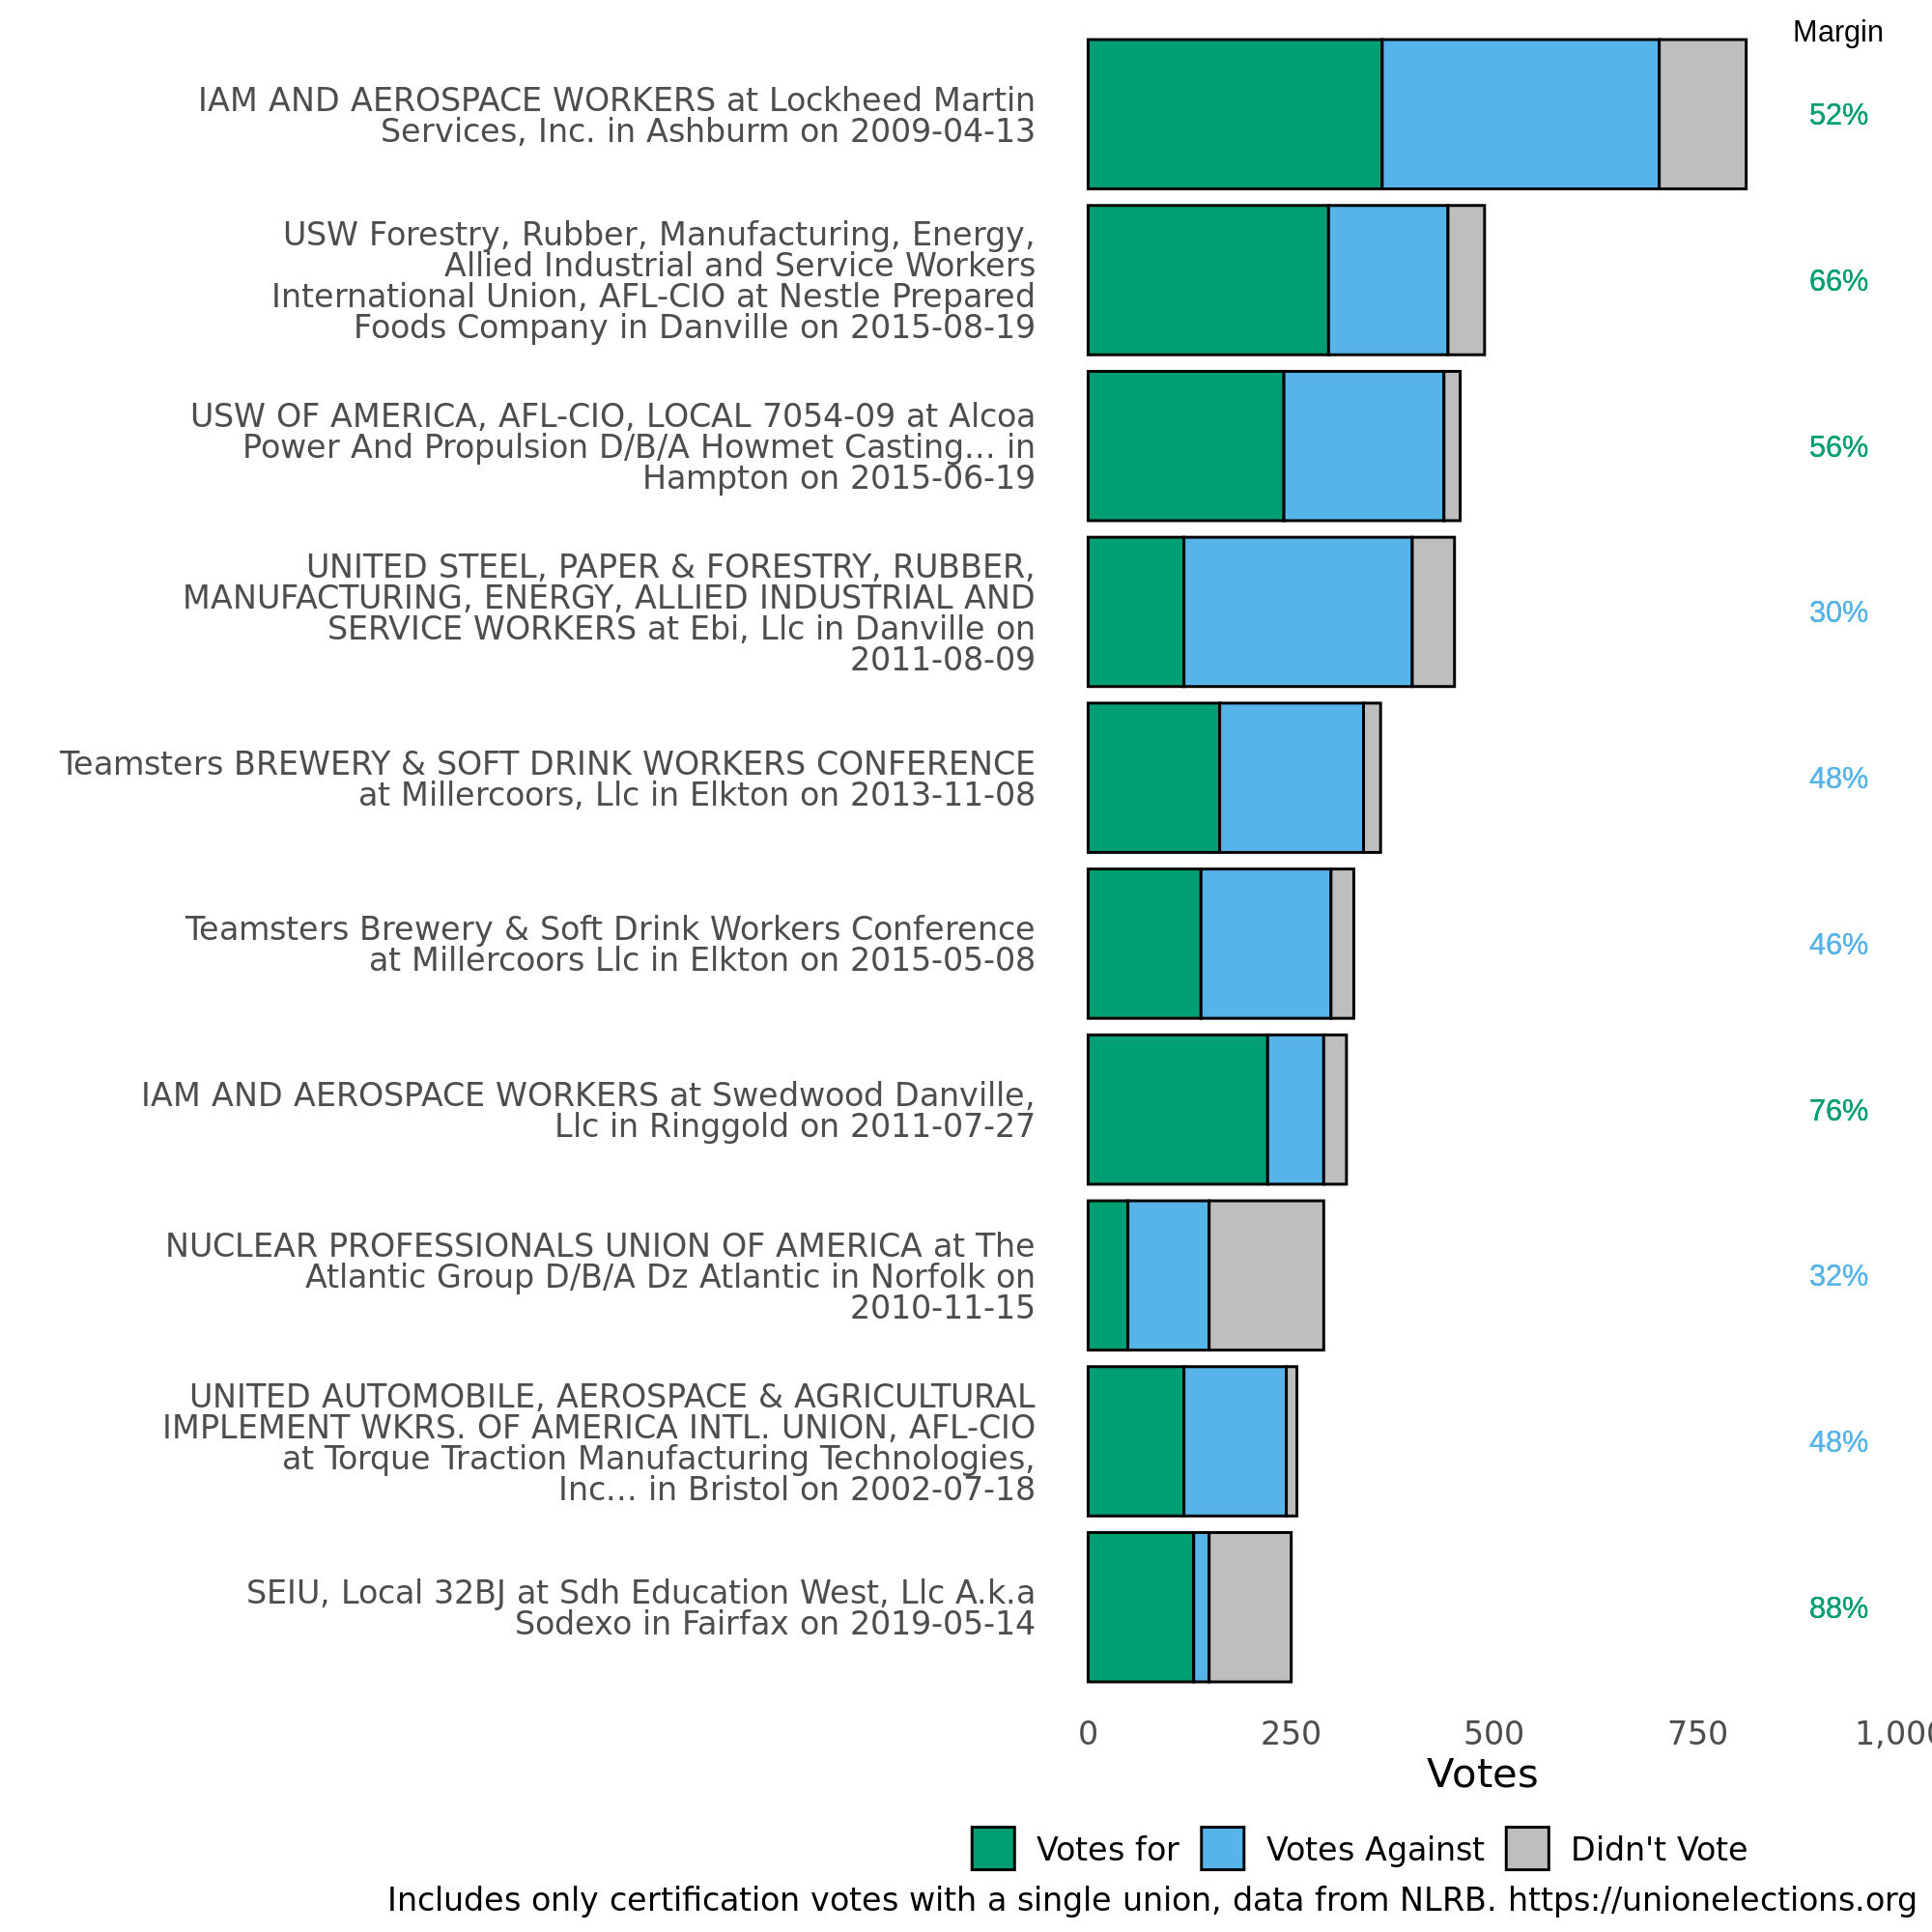 Margin
IAM AND AEROSPACE WORKERS at Lockheed Martin
Services, Inc. in Ashburm on 2009-04-13
52%
USW Forestry, Rubber, Manufacturing, Energy,
Allied Industrial and Service Workers
International Union, AFL-CIO at Nestle Prepared
Foods Company in Danville on 2015-08-19
66%
USW OF AMERICA, AFL-CIO, LOCAL 7054-09 at Alcoa
Power And Propulsion D/B/A Howmet Casting... in
Hampton on 2015-06-19
56%
UNITED STEEL, PAPER & FORESTRY, RUBBER,
MANUFACTURING, ENERGY, ALLIED INDUSTRIAL AND
SERVICE WORKERS at Ebi, Llc in Danville on
2011-08-09
30%
Teamsters BREWERY & SOFT DRINK WORKERS CONFERENCE
at Millercoors, Llc in Elkton on 2013-11-08
48%
Teamsters Brewery & Soft Drink Workers Conference
at Millercoors Llc in Elkton on 2015-05-08
46%
IAM AND AEROSPACE WORKERS at Swedwood Danville,
Llc in Ringgold on 2011-07-27
76%
NUCLEAR PROFESSIONALS UNION OF AMERICA at The
Atlantic Group D/B/A Dz Atlantic in Norfolk on
2010-11-15
32%
UNITED AUTOMOBILE, AEROSPACE & AGRICULTURAL
IMPLEMENT WKRS. OF AMERICA INTL. UNION, AFL-CIO
at Torque Traction Manufacturing Technologies,
Inc... in Bristol on 2002-07-18
48%
SEIU, Local 32BJ at Sdh Education West, Llc A.k.a
Sodexo in Fairfax on 2019-05-14
88%
0 250 500 750 1,000
Votes
Votes for Votes Against Didn't Vote
Includes only certification votes with a single union, data from NLRB. https://unionelections.org